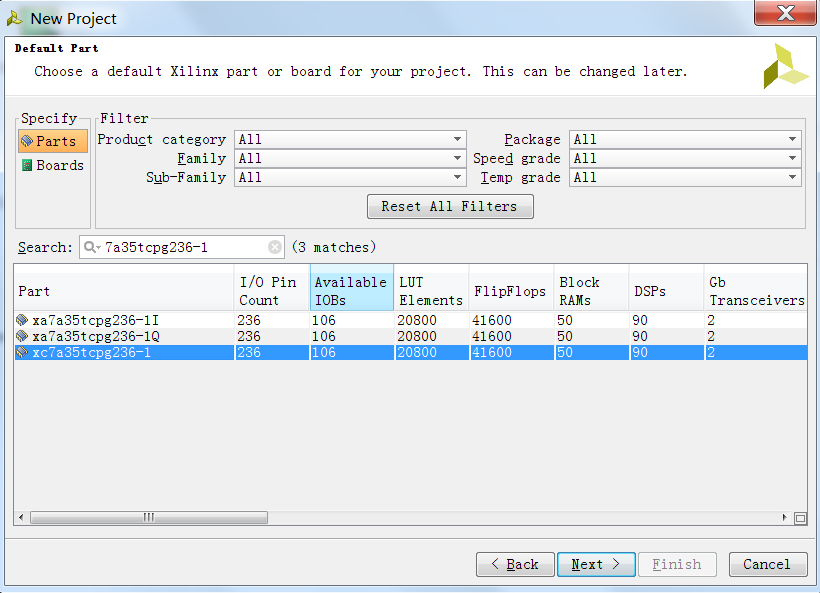 New Project
Default Part
Choose a default Xilinx part or board for your project. This can be changed later.
Specify
Parts
Boards
Filter
Product category All Package All
Family All Speed grade All
Sub-Family All Temp grade All
Reset All Filters
Search: 7a35tcpg236-1 (3 matches)
Part I/O Pin Count Available IOBs LUT Elements FlipFlops Block RAMs DSPs Gb Transceivers
xa7a35tcpg236-1I 236 106 20800 41600 50 90 2
xa7a35tcpg236-1Q 236 106 20800 41600 50 90 2
xc7a35tcpg236-1 236 106 20800 41600 50 90 2
< Back Next > Finish Cancel